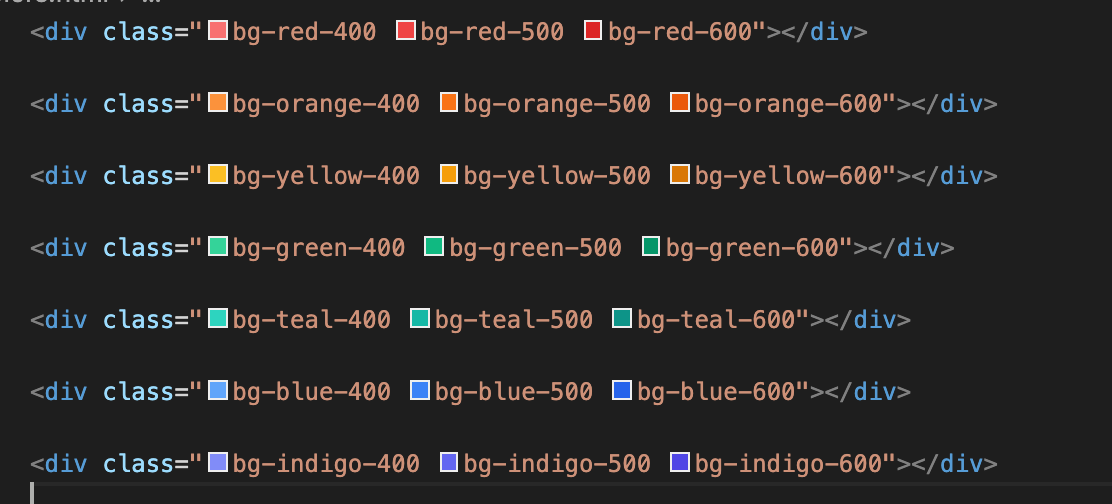 <div class="bg-red-400 bg-red-500 bg-red-600"></div>
<div class="bg-orange-400 bg-orange-500 bg-orange-600"></div>
<div class="bg-yellow-400 bg-yellow-500 bg-yellow-600"></div>
<div class="bg-green-400 bg-green-500 bg-green-600"></div>
<div class="bg-teal-400 bg-teal-500 bg-teal-600"></div>
<div class="bg-blue-400 bg-blue-500 bg-blue-600"></div>
<div class="bg-indigo-400 bg-indigo-500 bg-indigo-600"></div>